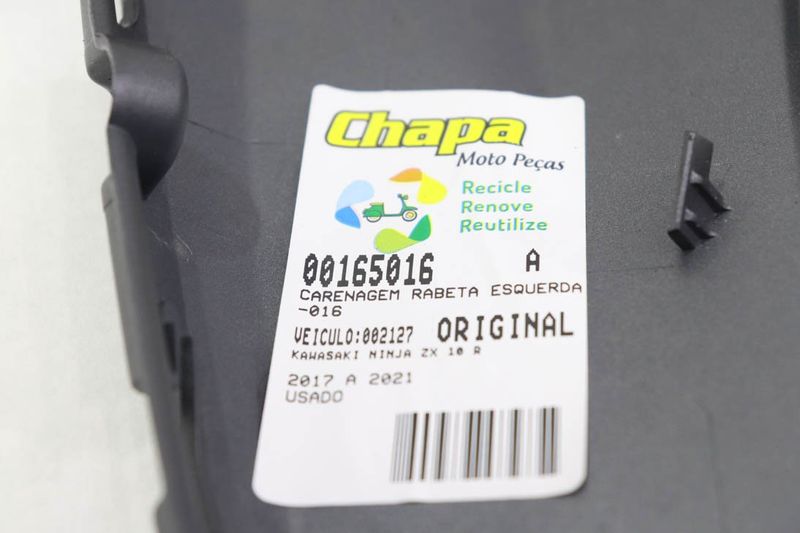 Chapa
Moto Peças
Recicle
Renove
Reutilize
00165016 A
CARENAGEM RABETA ESQUERDA
-016
VEICULO:002127 ORIGINAL
KAWASAKI NINJA ZX 10 R
2017 A 2021
USADO